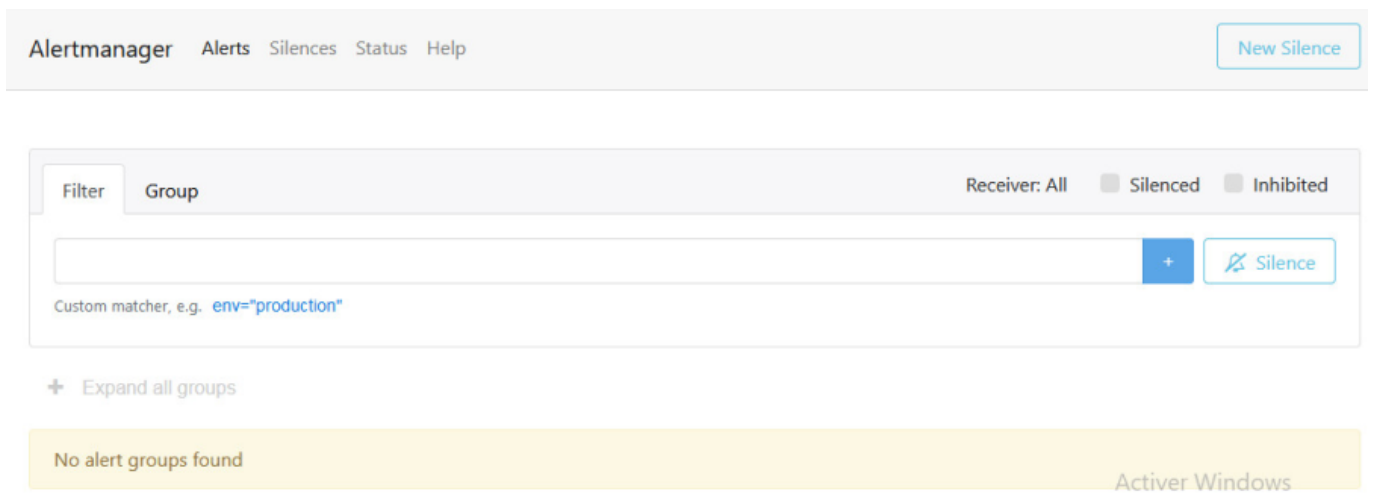 Alertmanager Alerts Silences Status Help New Silence
Filter Group Receiver: All Silenced Inhibited
+ Silence
Custom matcher, e.g. env="production"
+ Expand all groups
No alert groups found
Activer Windows